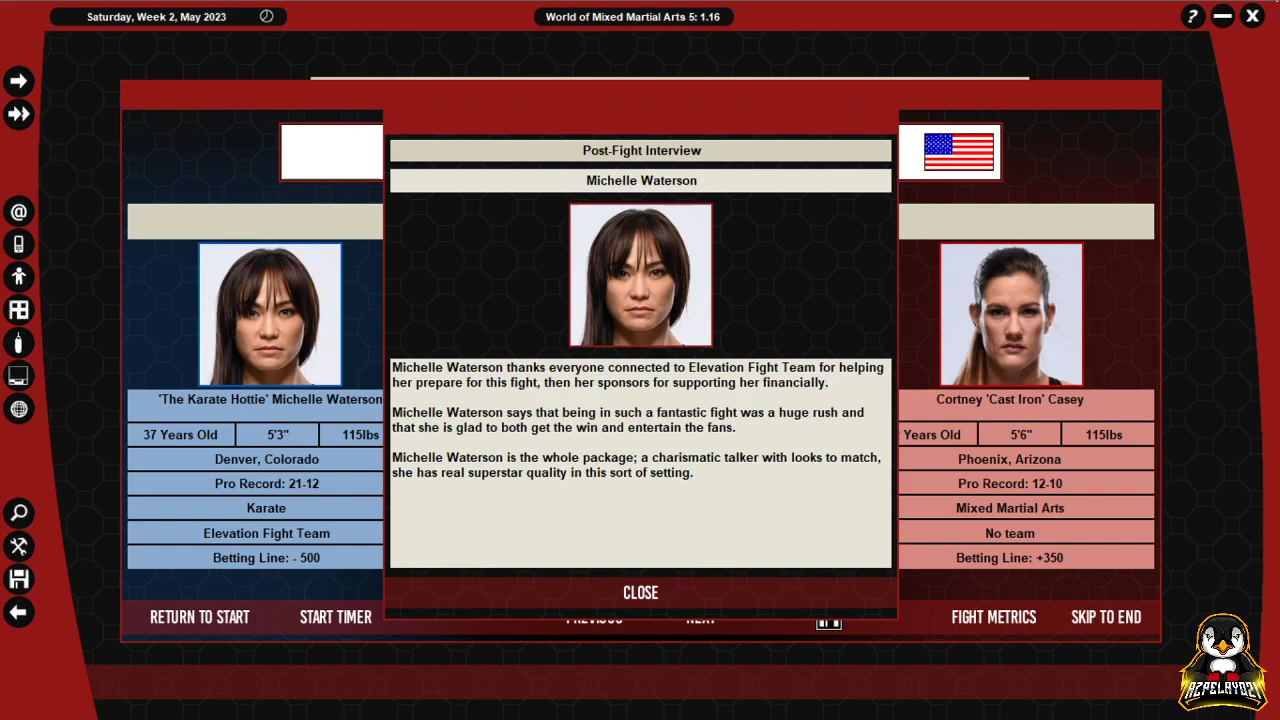 Saturday, Week 2, May 2023
World of Mixed Martial Arts 5: 1.16
?
@
Post-Fight Interview
Michelle Waterson
Michelle Waterson thanks everyone connected to Elevation Fight Team for helping
her prepare for this fight, then her sponsors for supporting her financially.
Michelle Waterson says that being in such a fantastic fight was a huge rush and
that she is glad to both get the win and entertain the fans.
Michelle Waterson is the whole package; a charismatic talker with looks to match,
she has real superstar quality in this sort of setting.
CLOSE
'The Karate Hottie' Michelle Waterson
37 Years Old 5'3" 115lbs
Denver, Colorado
Pro Record: 21-12
Karate
Elevation Fight Team
Betting Line: - 500
Cortney 'Cast Iron' Casey
Years Old 5'6" 115lbs
Phoenix, Arizona
Pro Record: 12-10
Mixed Martial Arts
No team
Betting Line: +350
RETURN TO START START TIMER PREVIOUS NEXT FIGHT METRICS SKIP TO END
AZPELAYO21